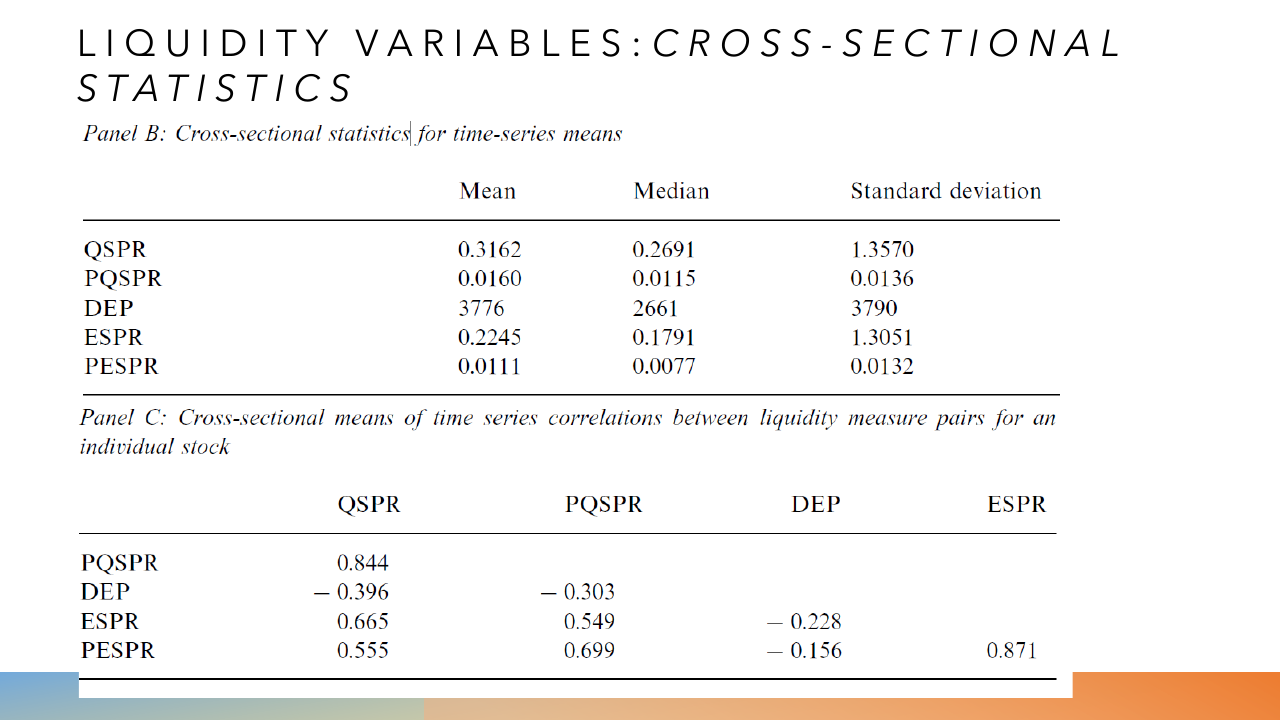 LIQUIDITY VARIABLES:CROSS-SECTIONAL
STATISTICS
Panel B: Cross-sectional statistics for time-series means
Mean Median Standard deviation
QSPR 0.3162 0.2691 1.3570
PQSPR 0.0160 0.0115 0.0136
DEP 3776 2661 3790
ESPR 0.2245 0.1791 1.3051
PESPR 0.0111 0.0077 0.0132
Panel C: Cross-sectional means of time series correlations between liquidity measure pairs for an
individual stock
QSPR PQSPR DEP ESPR
PQSPR 0.844
DEP − 0.396 − 0.303
ESPR 0.665 0.549 − 0.228
PESPR 0.555 0.699 − 0.156 0.871